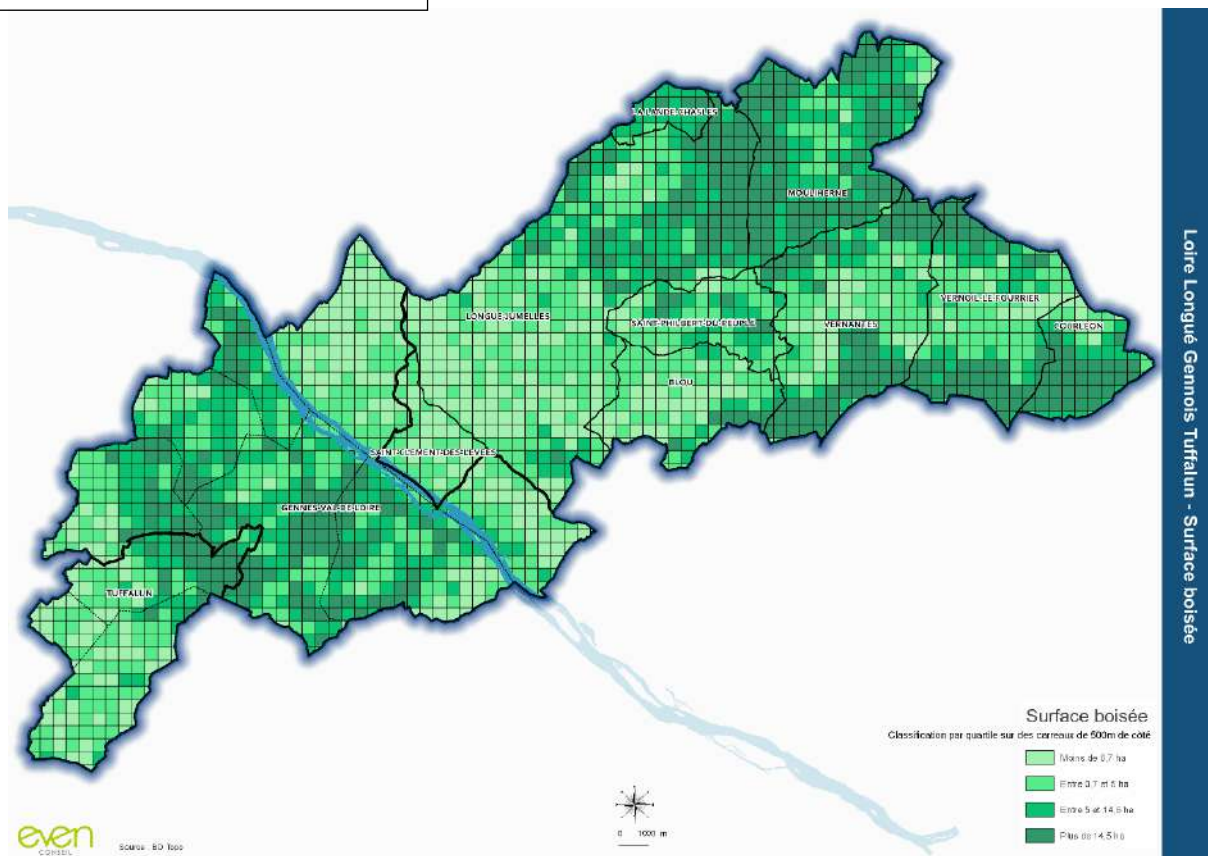 LA LANDE-CHASLES
MOULIHERNE
LONGUE-JUMELLES
SAINT-PHILBERT-DU-PEUPLE
VERNANTES
VERNOIL-LE-FOURRIER
COURLEON
BLOU
SAINT-CLEMENT-DES-LEVEES
GENNES-VAL-DE-LOIRE
TUFFALUN
Loire Longué Gennois Tuffalun - Surface boisée
Surface boisée
Classification par quartile sur des carreaux de 500m de côté
Moins de 0,7 ha
Entre 0,7 et 5 ha
Entre 5 et 14,5 ha
Plus de 14,5 ha
0 1000 m
even
CONSEIL
Source : BD Topo